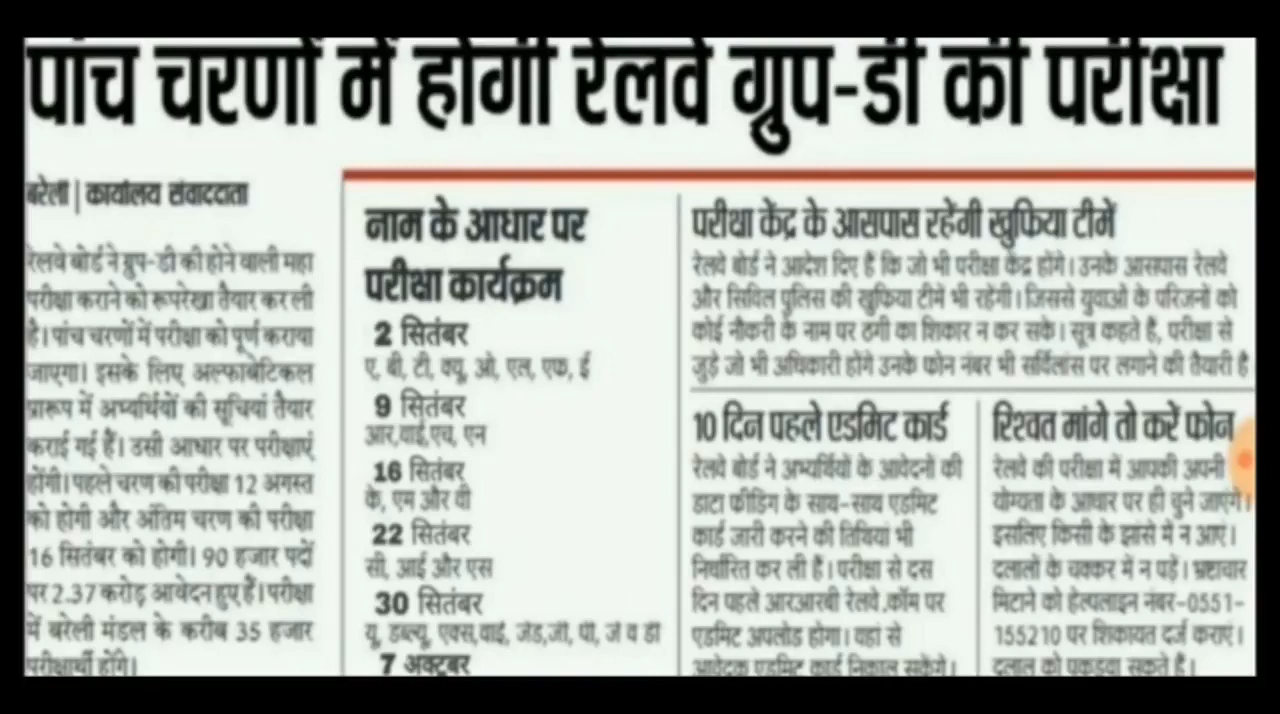 पांच चरणों में होगी रेलवे ग्रुप-डी की परीक्षा
बरेली | कार्यालय संवाददाता
रेलवे बोर्ड ने ग्रुप-डी की होने वाली महा
परीक्षा कराने को रूपरेखा तैयार कर ली
है। पांच चरणों में परीक्षा को पूर्ण कराया
जाएगा। इसके लिए अल्फाबेटिकल
प्रारूप में अभ्यर्थियों की सूचियां तैयार
कराई गई हैं। उसी आधार पर परीक्षाएं
होंगी। पहले चरण की परीक्षा 12 अगस्त
को होगी और अंतिम चरण की परीक्षा
16 सितंबर को होगी। 90 हजार पदों
पर 2.37 करोड़ आवेदन हुए हैं। परीक्षा
में बरेली मंडल के करीब 35 हजार
परीक्षार्थी होंगे।
नाम के आधार पर
परीक्षा कार्यक्रम
2 सितंबर
ए, बी, टी, क्यू, ओ, एल, एफ, ई
9 सितंबर
आर,वाई,एच, एन
16 सितंबर
के, एम और वी
22 सितंबर
सी, आई और एस
30 सितंबर
यू, डब्ल्यू, एक्स,वाई, जेड,जी, पी, जे व डी
7 अक्टूबर
परीथा केंद्र के आसपास रहेंगी खुफिया टीमें
रेलवे बोर्ड ने आदेश दिए हैं कि जो भी परीक्षा केंद्र होंगे। उनके आसपास रेलवे
और सिविल पुलिस की खुफिया टीमें भी रहेंगी। जिससे युवाओं के परिजनों को
कोई नौकरी के नाम पर ठगी का शिकार न कर सके। सूत्र कहते हैं, परीक्षा से
जुड़े जो भी अधिकारी होंगे उनके फोन नंबर भी सर्विलांस पर लगाने की तैयारी है
10 दिन पहले एडमिट कार्ड
रेलवे बोर्ड ने अभ्यर्थियों के आवेदनों की
डाटा फीडिंग के साथ-साथ एडमिट
कार्ड जारी करने की तिथियां भी
निर्धारित कर ली हैं। परीक्षा से दस
दिन पहले आरआरबी रेलवे.कॉम पर
एडमिट अपलोड होगा। वहां से
आवेदक एडमिट कार्ड निकाल सकेंगे।
रिश्वत मांगे तो करें फोन
रेलवे की परीक्षा में आपकी अपनी
योग्यता के आधार पर ही चुने जाएंगे।
इसलिए किसी के झांसे में न आएं।
दलालों के चक्कर में न पड़ें। भ्रष्टाचार
मिटाने को हेल्पलाइन नंबर-0551-
155210 पर शिकायत दर्ज कराएं।
दलाल को पकड़वा सकते हैं।